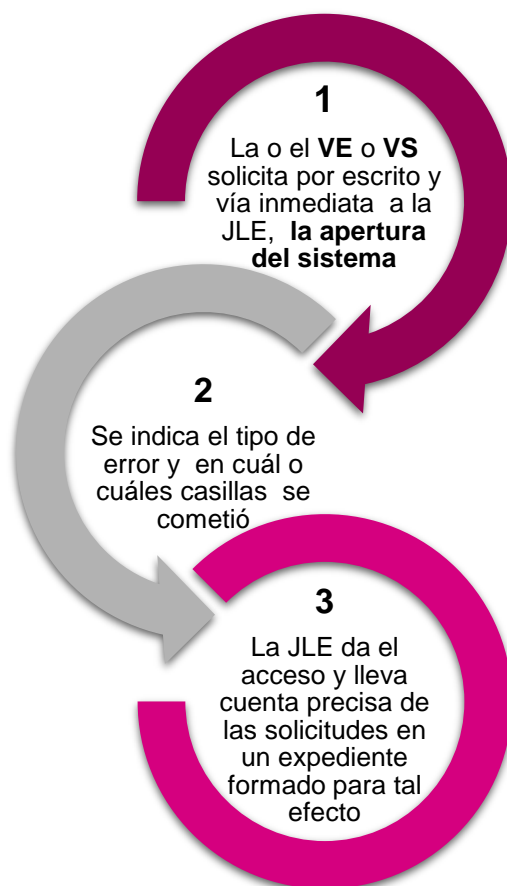 1
La o el VE o VS
solicita por escrito y
vía inmediata a la
JLE, la apertura
del sistema
2
Se indica el tipo de
error y en cuál o
cuáles casillas se
cometió
3
La JLE da el
acceso y lleva
cuenta precisa de
las solicitudes en
un expediente
formado para tal
efecto